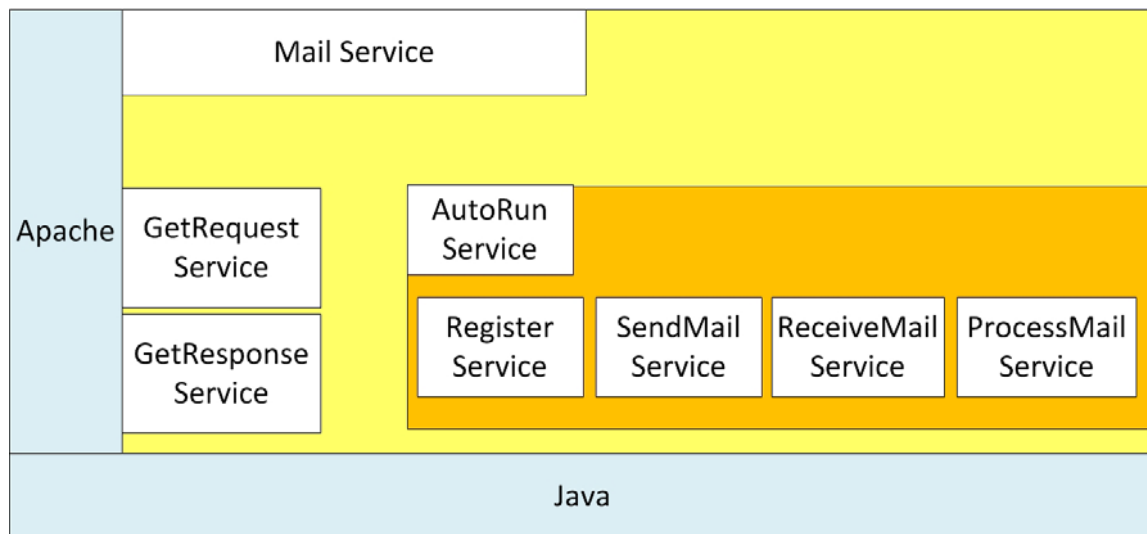 Mail Service
Apache
GetRequest
Service
GetResponse
Service
AutoRun
Service
Register
Service
SendMail
Service
ReceiveMail
Service
ProcessMail
Service
Java